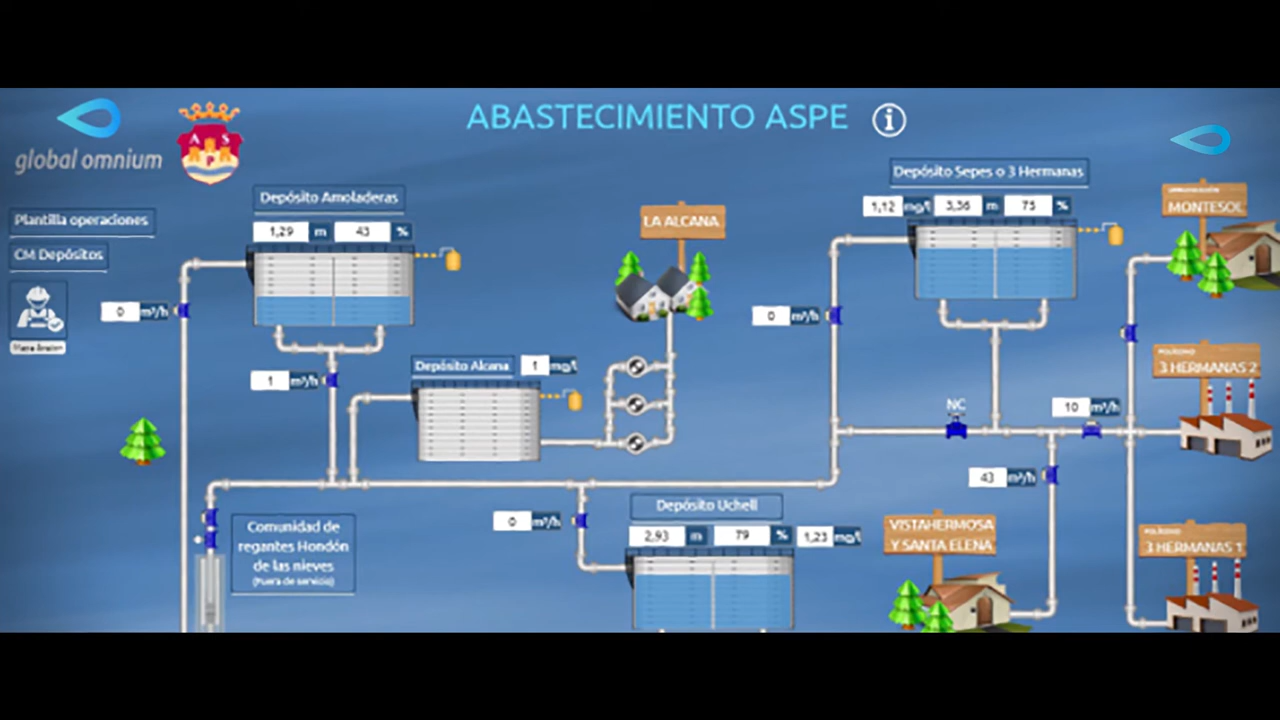 ABASTECIMIENTO ASPE
i
global omnium
A S
P
Plantilla operaciones
CM Depósitos
Depósito Amoladeras
1,29 m 43 %
0 m³/h
1 m³/h
Depósito Alcana 1 mg/l
LA ALCANA
Depósito Sepes o 3 Hermanas
1,12 mg/l 3,36 m 75 %
0 m³/h
MONTESOL
3 HERMANAS 2
NC
10 m³/h
43 m³/h
Comunidad de
regantes Hondón
de las nieves
(Fuera de servicio)
0 m³/h
Depósito Uchell
2,93 m 79 % 1,23 mg/l
VISTAHERMOSA
Y SANTA ELENA
POLÍGONO
3 HERMANAS 1